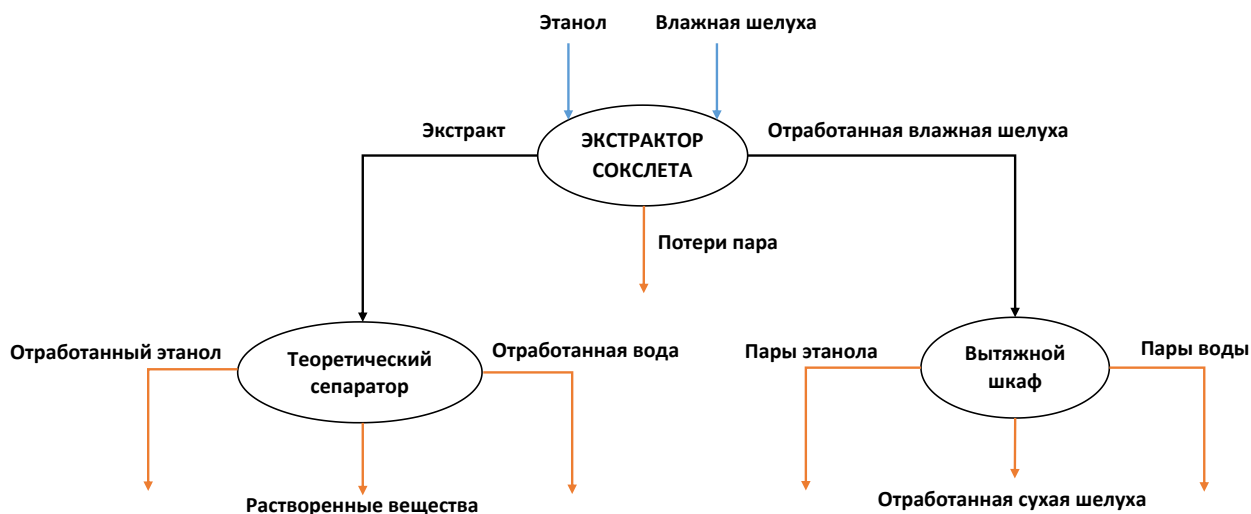 Этанол
Влажная шелуха
Экстракт
ЭКСТРАКТОР
СОКСЛЕТА
Отработанная влажная шелуха
Потери пара
Отработанный этанол
Теоретический
сепаратор
Отработанная вода
Пары этанола
Вытяжной
шкаф
Пары воды
Растворенные вещества
Отработанная сухая шелуха